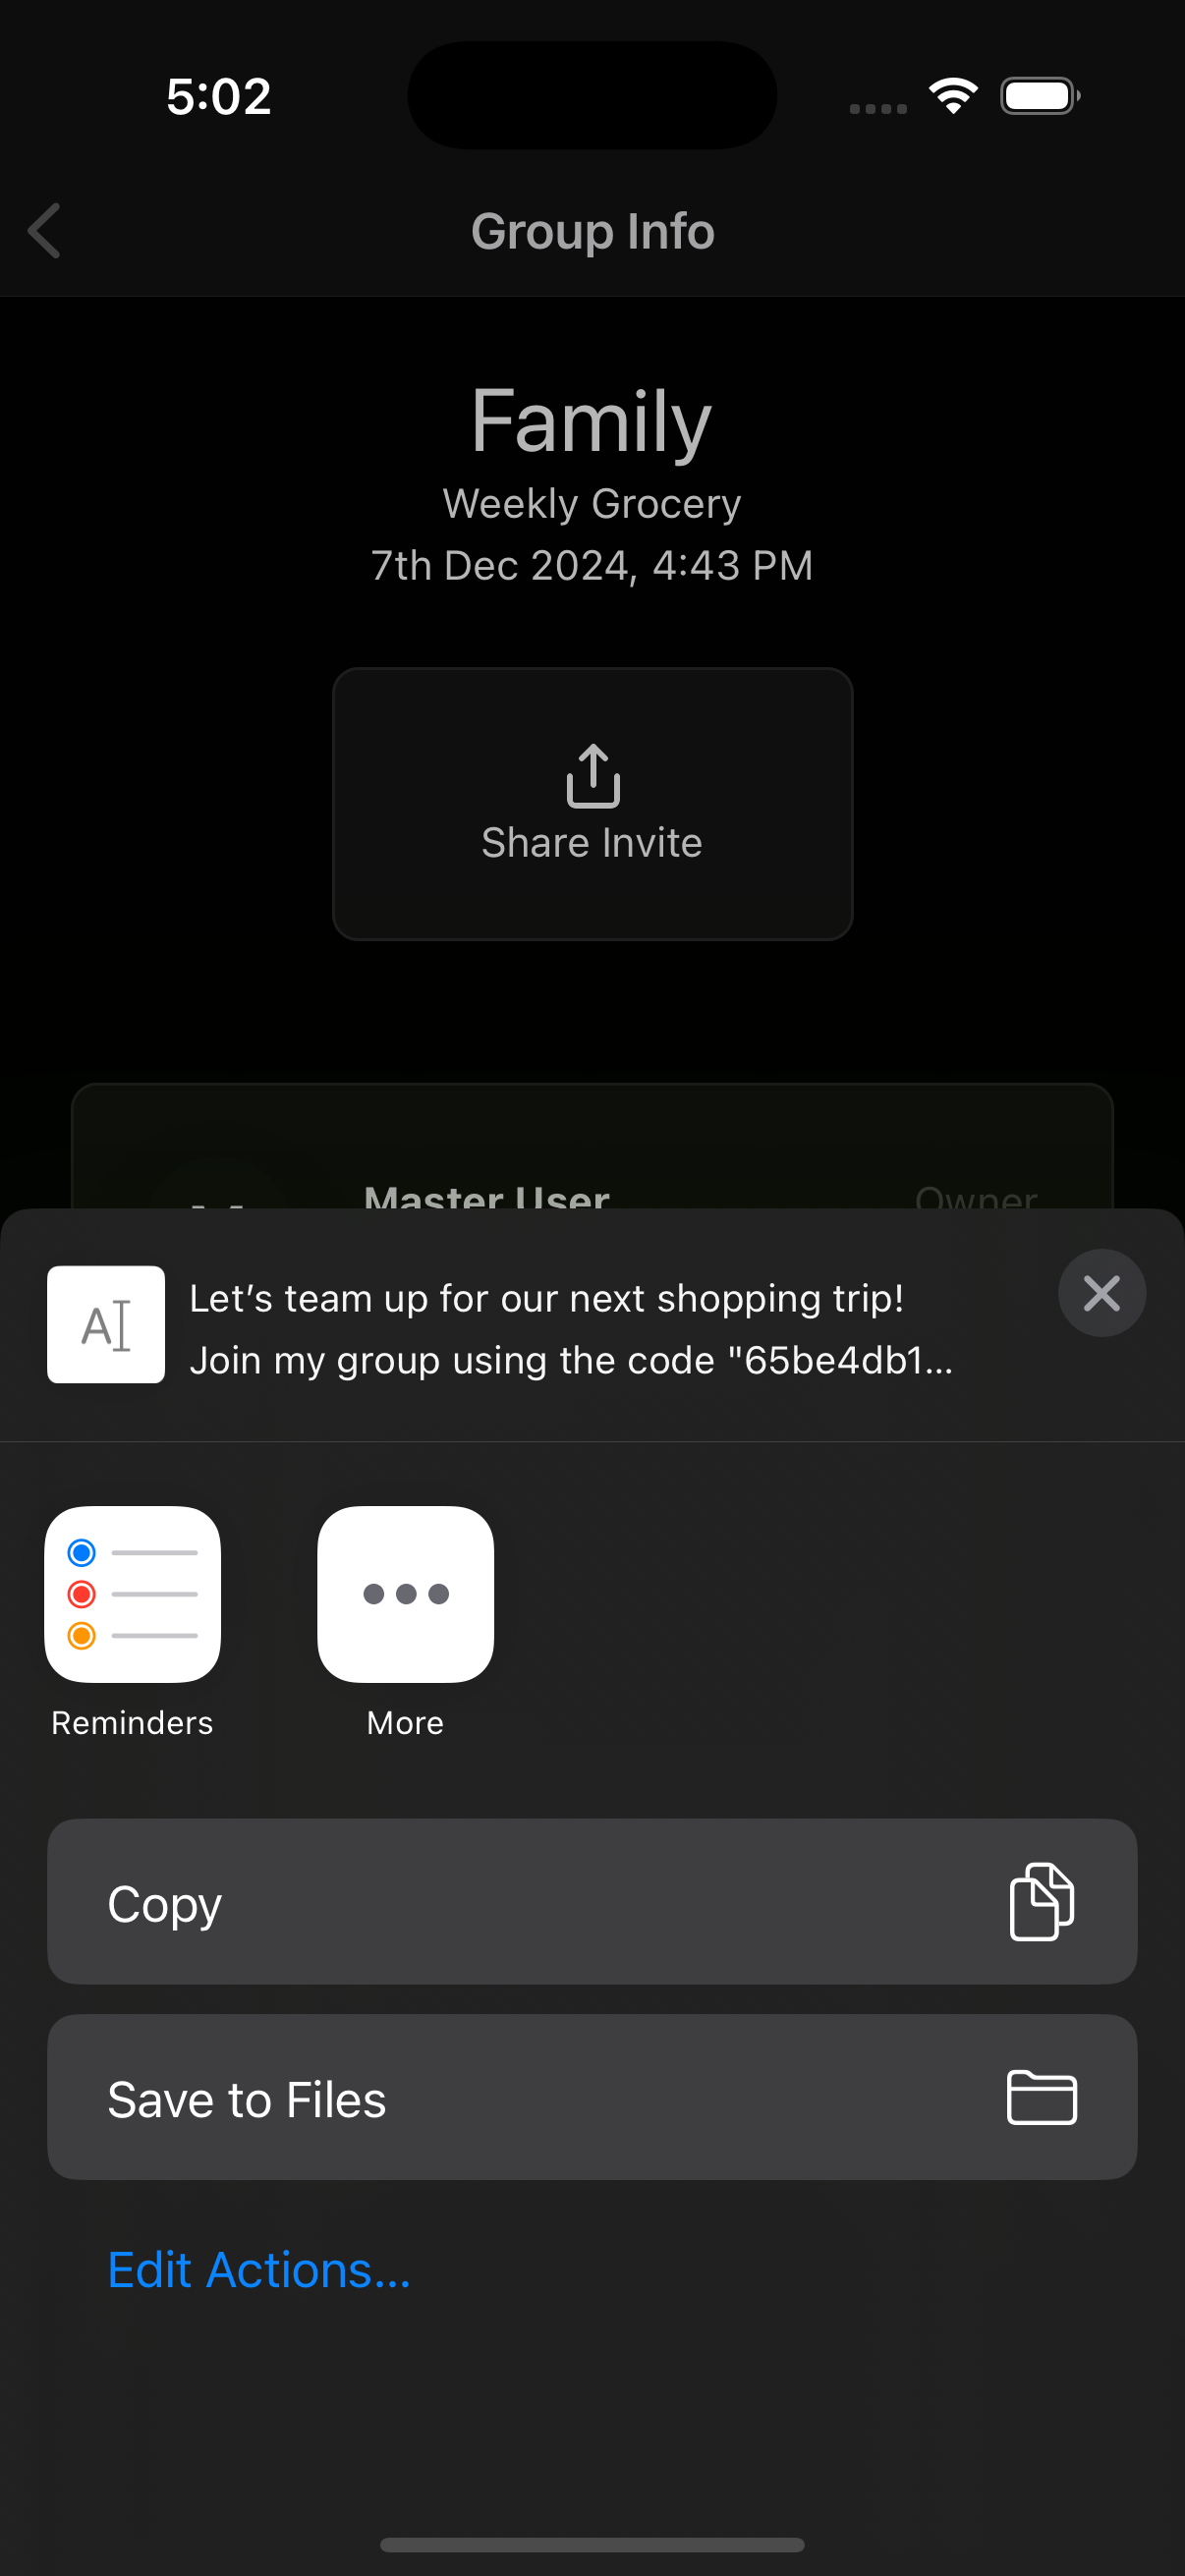 5:02
Group Info
Family
Weekly Grocery
7th Dec 2024, 4:43 PM
Share Invite
Master User
Owner
Let’s team up for our next shopping trip!
Join my group using the code "65be4db1...
Reminders
More
Copy
Save to Files
Edit Actions...